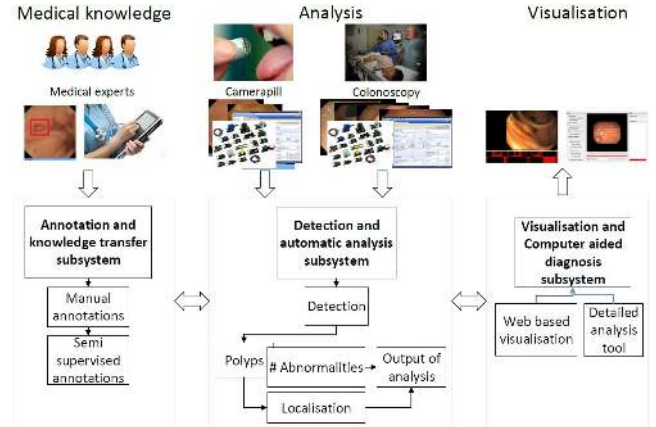 Medical knowledge
Analysis
Visualisation
Medical experts
Camerapill
Colonoscopy
Annotation and
knowledge transfer
subsystem
Manual
annotations
Semi
supervised
annotations
Detection and
automatic analysis
subsystem
Detection
Polyps
# Abnormalities
Output of
analysis
Localisation
Visualisation and
Computer aided
diagnosis
subsystem
Web based
visualisation
Detailed
analysis
tool